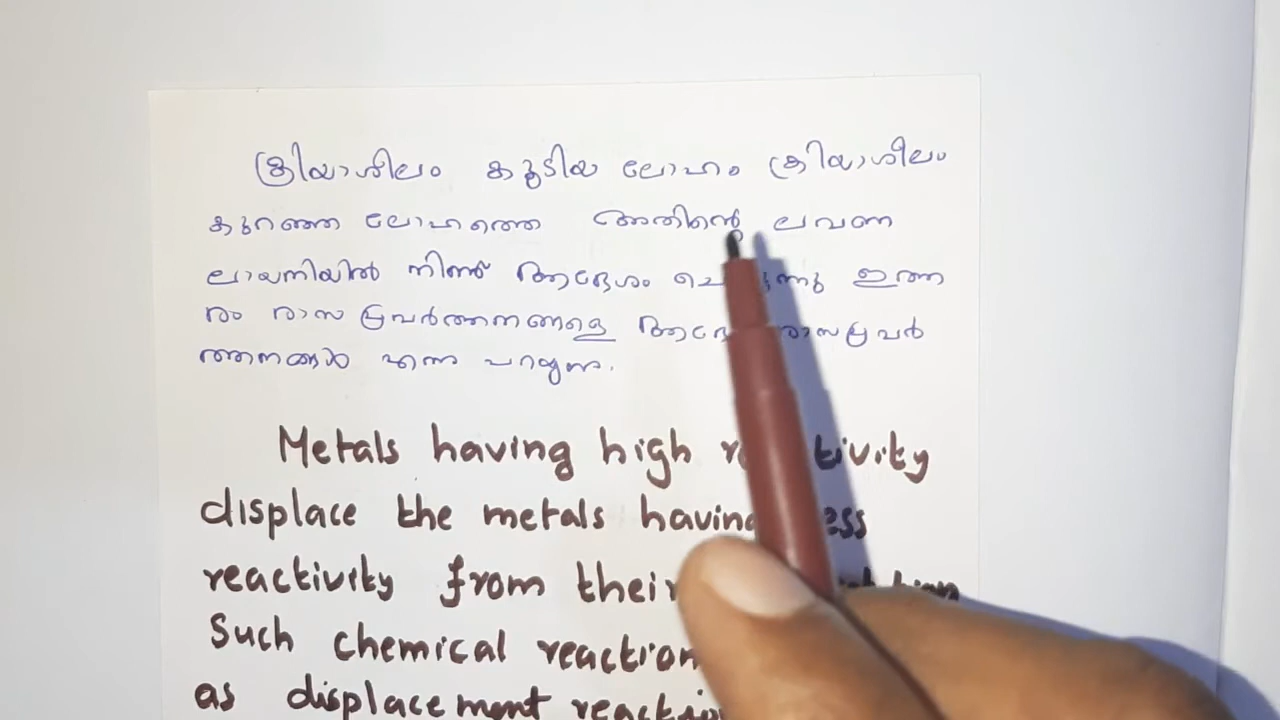 ക്രിയാശീലം കൂടിയ ലോഹം ക്രിയാശീലം
കുറഞ്ഞ ലോഹത്തെ അതിന്റെ ലവണ
ലായനിയിൽ നിന്ന് ആദേശം ഇത്ത
രം രാസ പ്രവർത്തനങ്ങളെ രാസപ്രവർ
ത്തനങ്ങൾ എന്നു പറയുന്നു.
Metals having high
displace the metals having
reactivity from their
Such chemical reaction
as displacement